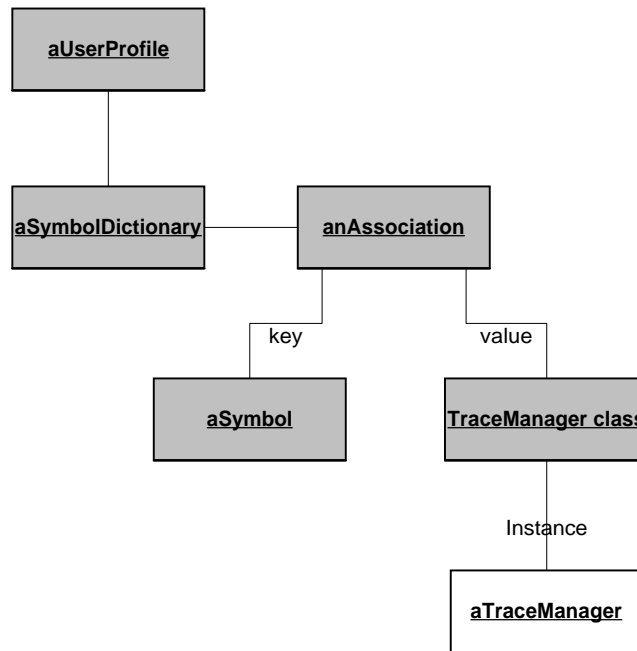 aUserProfile
aSymbolDictionary
anAssociation
key
value
aSymbol
TraceManager class
Instance
aTraceManager